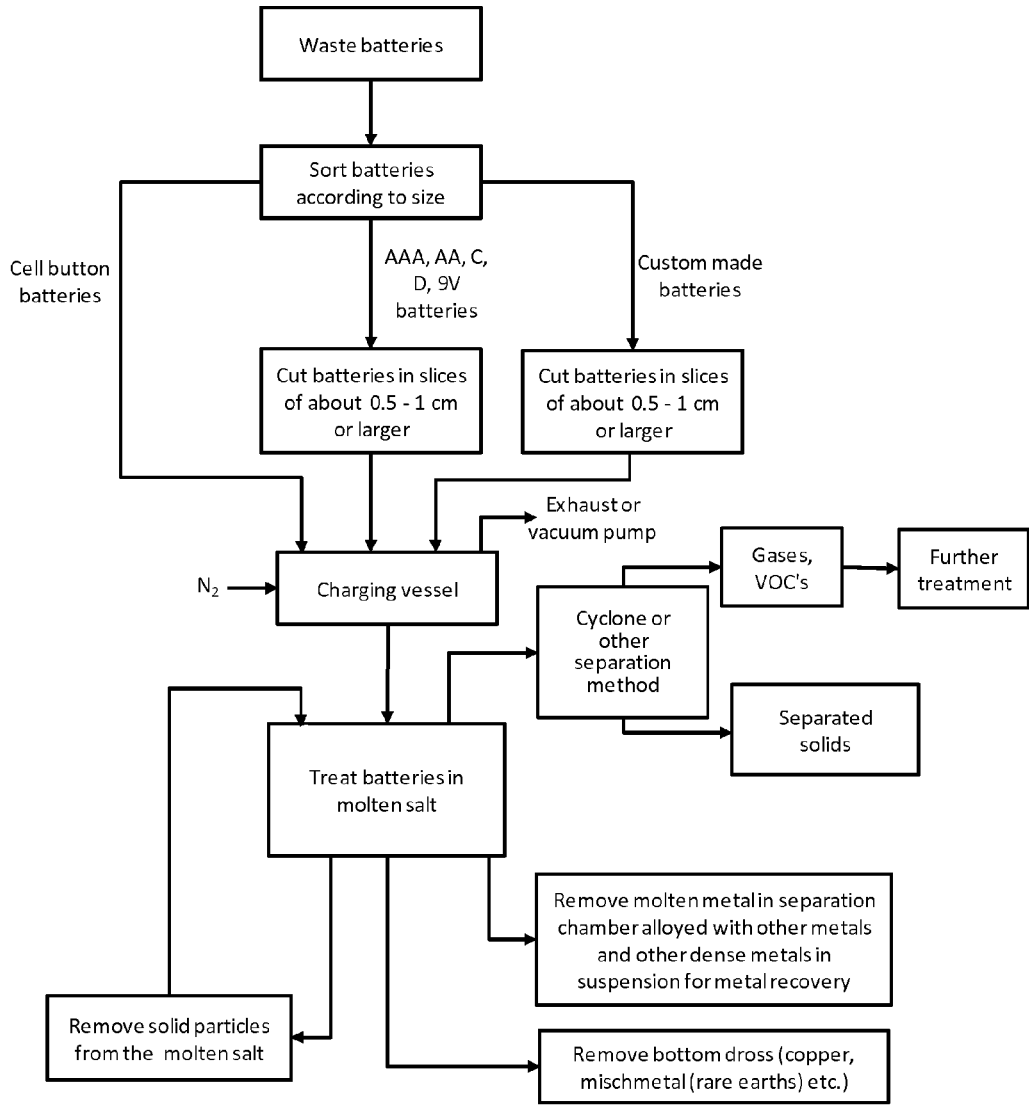 Waste batteries
Sort batteries
according to size
Cell button
batteries
AAA, AA, C,
D, 9V
batteries
Custom made
batteries
Cut batteries in slices
of about 0.5 - 1 cm
or larger
Cut batteries in slices
of about 0.5 - 1 cm
or larger
Exhaust or
vacuum pump
N₂
Charging vessel
Gases,
VOC's
Further
treatment
Cyclone or
other
separation
method
Separated
solids
Treat batteries in
molten salt
Remove molten metal in separation
chamber alloyed with other metals
and other dense metals in
suspension for metal recovery
Remove solid particles
from the molten salt
Remove bottom dross (copper,
mischmetal (rare earths) etc.)